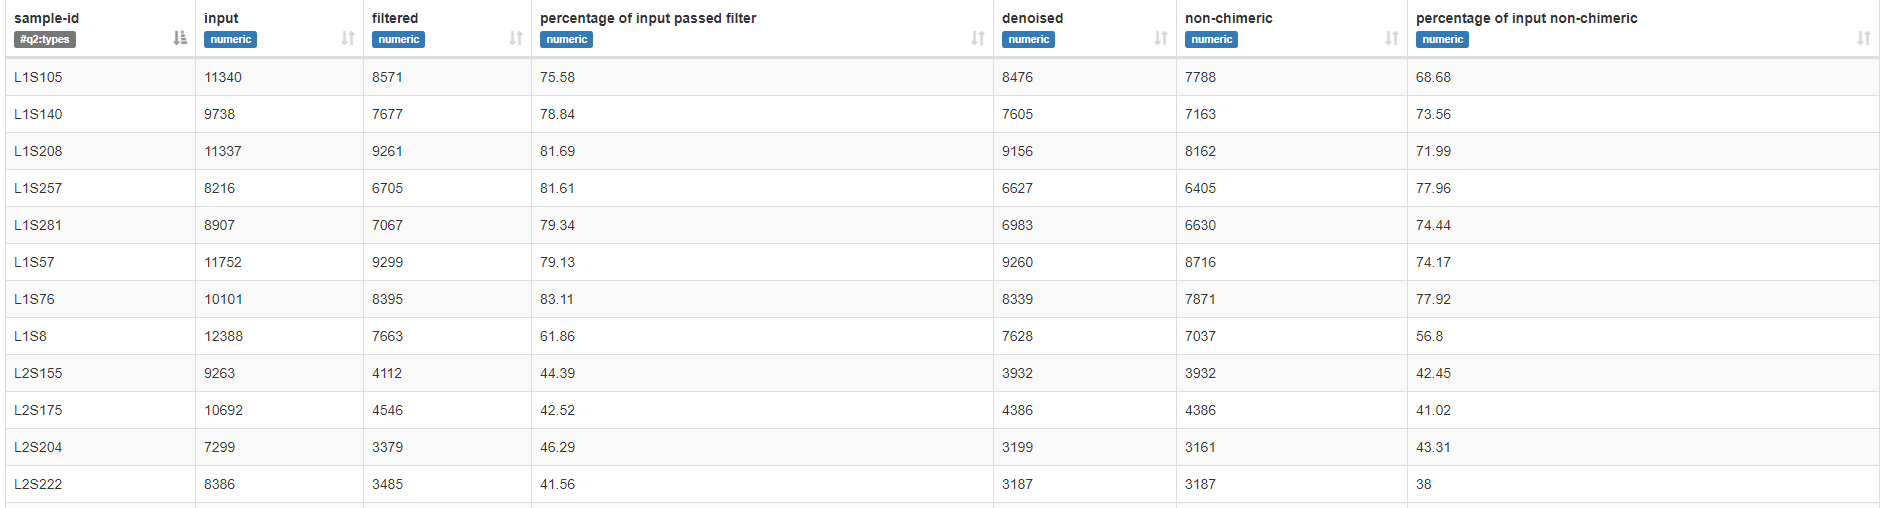 sample-id input filtered percentage of input passed filter denoised non-chimeric percentage of input non-chimeric
#q2:types numeric numeric numeric numeric numeric numeric
L1S105 11340 8571 75.58 8476 7788 68.68
L1S140 9738 7677 78.84 7605 7163 73.56
L1S208 11337 9261 81.69 9156 8162 71.99
L1S257 8216 6705 81.61 6627 6405 77.96
L1S281 8907 7067 79.34 6983 6630 74.44
L1S57 11752 9299 79.13 9260 8716 74.17
L1S76 10101 8395 83.11 8339 7871 77.92
L1S8 12388 7663 61.86 7628 7037 56.8
L2S155 9263 4112 44.39 3932 3932 42.45
L2S175 10692 4546 42.52 4386 4386 41.02
L2S204 7299 3379 46.29 3199 3161 43.31
L2S222 8386 3485 41.56 3187 3187 38